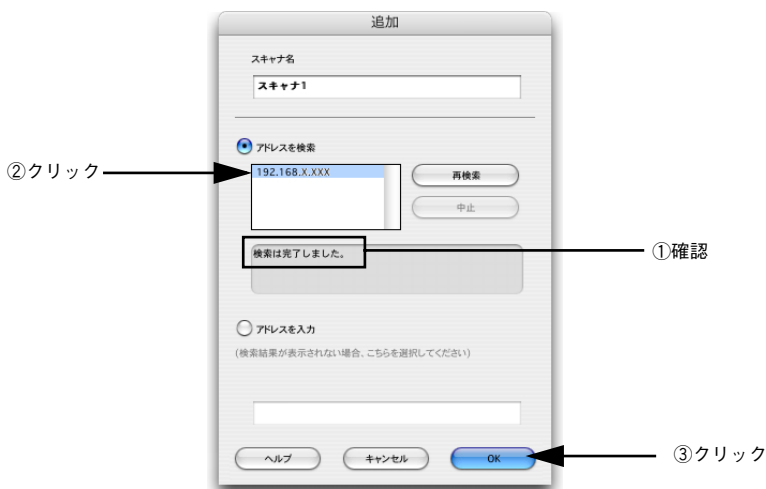 追加
スキャナ名
スキャナ1
アドレスを検索
②クリック
192.168.X.XXX
再検索
中止
検索は完了しました。
①確認
アドレスを入力
(検索結果が表示されない場合、こちらを選択してください)
ヘルプ
キャンセル
OK
③クリック